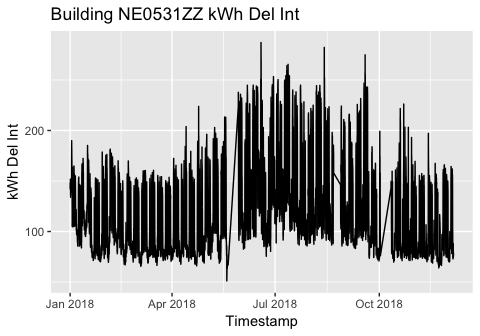 Building NE0531ZZ kWh Del Int
kWh Del Int
200
100
Jan 2018
Apr 2018
Jul 2018
Oct 2018
Timestamp